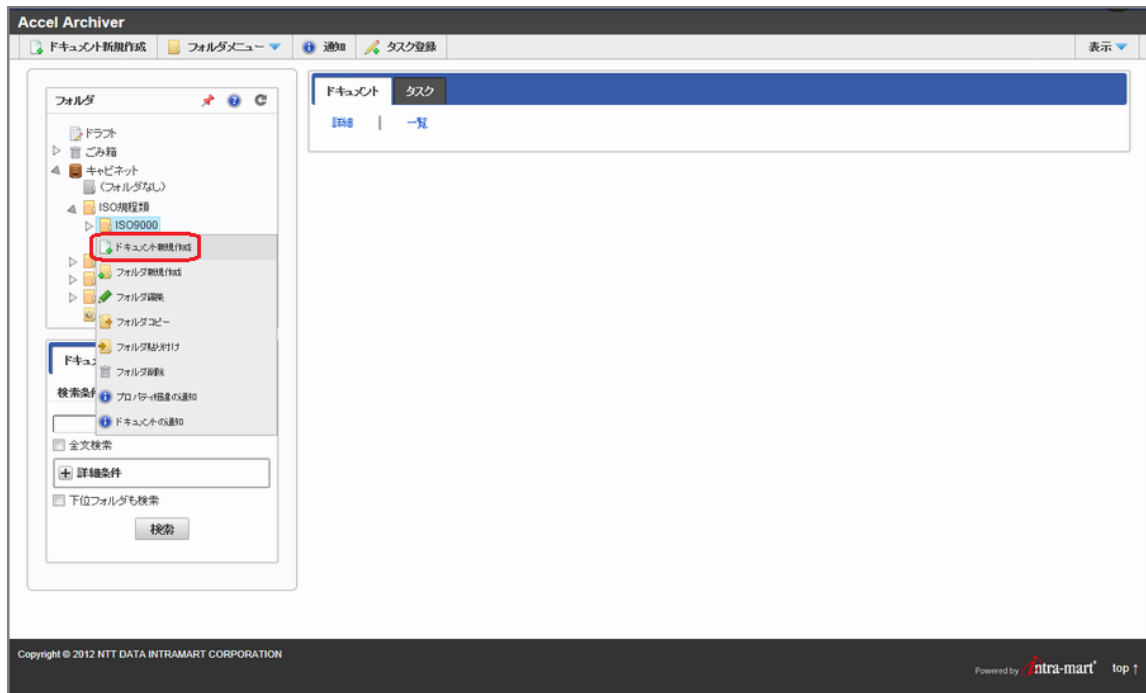 Accel Archiver
ドキュメント新規作成 フォルダメニュー 通知 タスク登録 表示
フォルダ
ドラフト
ごみ箱
キャビネット
（フォルダなし）
ISO規程類
ISO9000
ドキュメント新規作成
フォルダ新規作成
フォルダ編集
フォルダコピー
フォルダ貼り付け
フォルダ削除
プロパティ権限の通知
ドキュメントの通知
ドキュメント タスク
詳細 | 一覧
検索条件
全文検索
詳細条件
下位フォルダも検索
検索
Copyright © 2012 NTT DATA INTRAMART CORPORATION
Powered by intra-mart top ↑